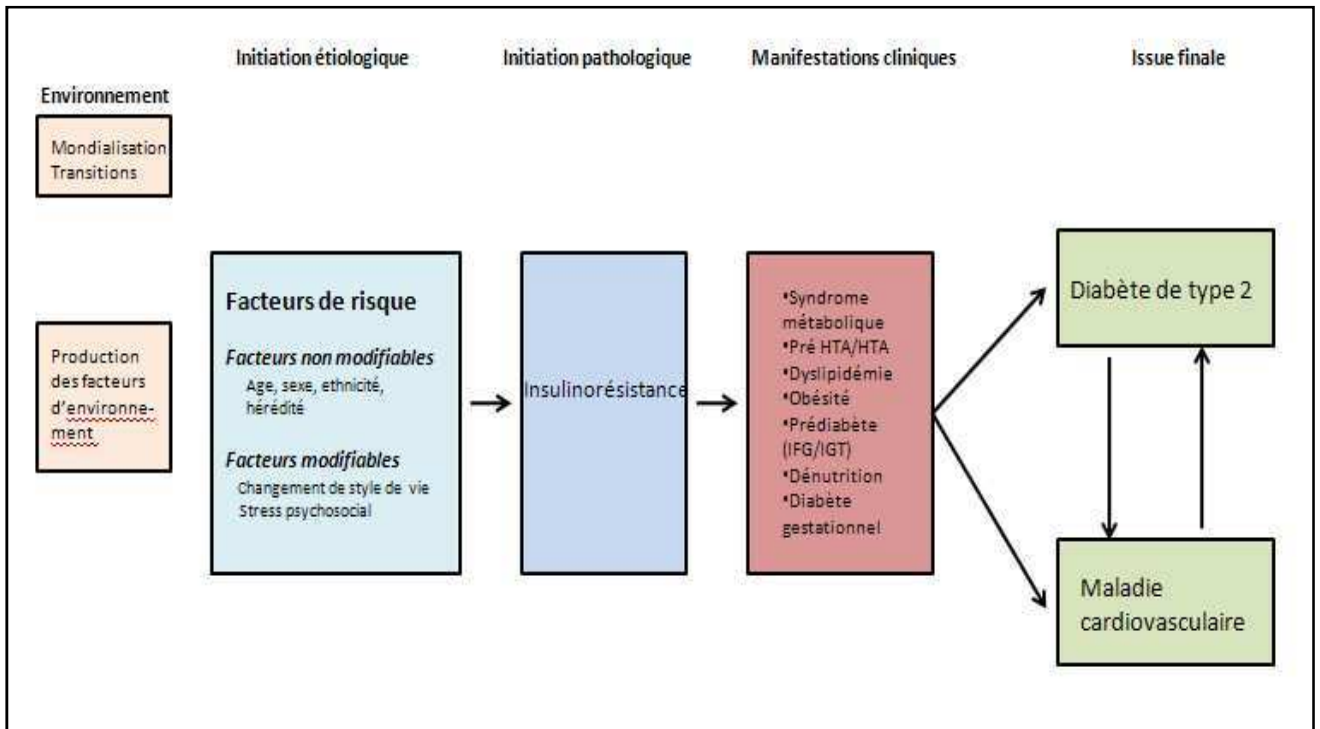 Initiation étiologique
Initiation pathologique
Manifestations cliniques
Issue finale
Environnement
Mondialisation
Transitions
Production
des facteurs
d'environne-
ment
Facteurs de risque
Facteurs non modifiables
Age, sexe, ethnicité,
hérédité
Facteurs modifiables
Changement de style de vie
Stress psychosocial
Insulinorésistance
•Syndrome
métabolique
•Pré HTA/HTA
•Dyslipidémie
•Obésité
•Prédiabète
(IFG/IGT)
•Dénutrition
•Diabète
gestationnel
Diabète de type 2
Maladie
cardiovasculaire